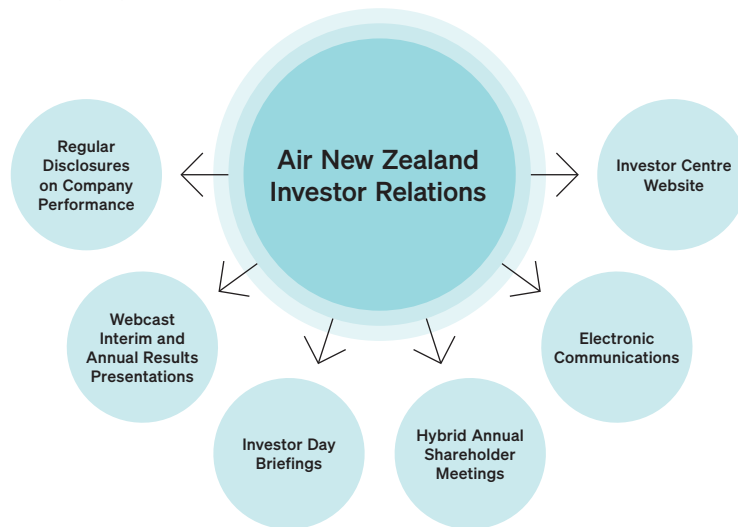 Air New Zealand
Investor Relations
Regular
Disclosures
on Company
Performance
Webcast
Interim and
Annual Results
Presentations
Investor Day
Briefings
Hybrid Annual
Shareholder
Meetings
Electronic
Communications
Investor Centre
Website